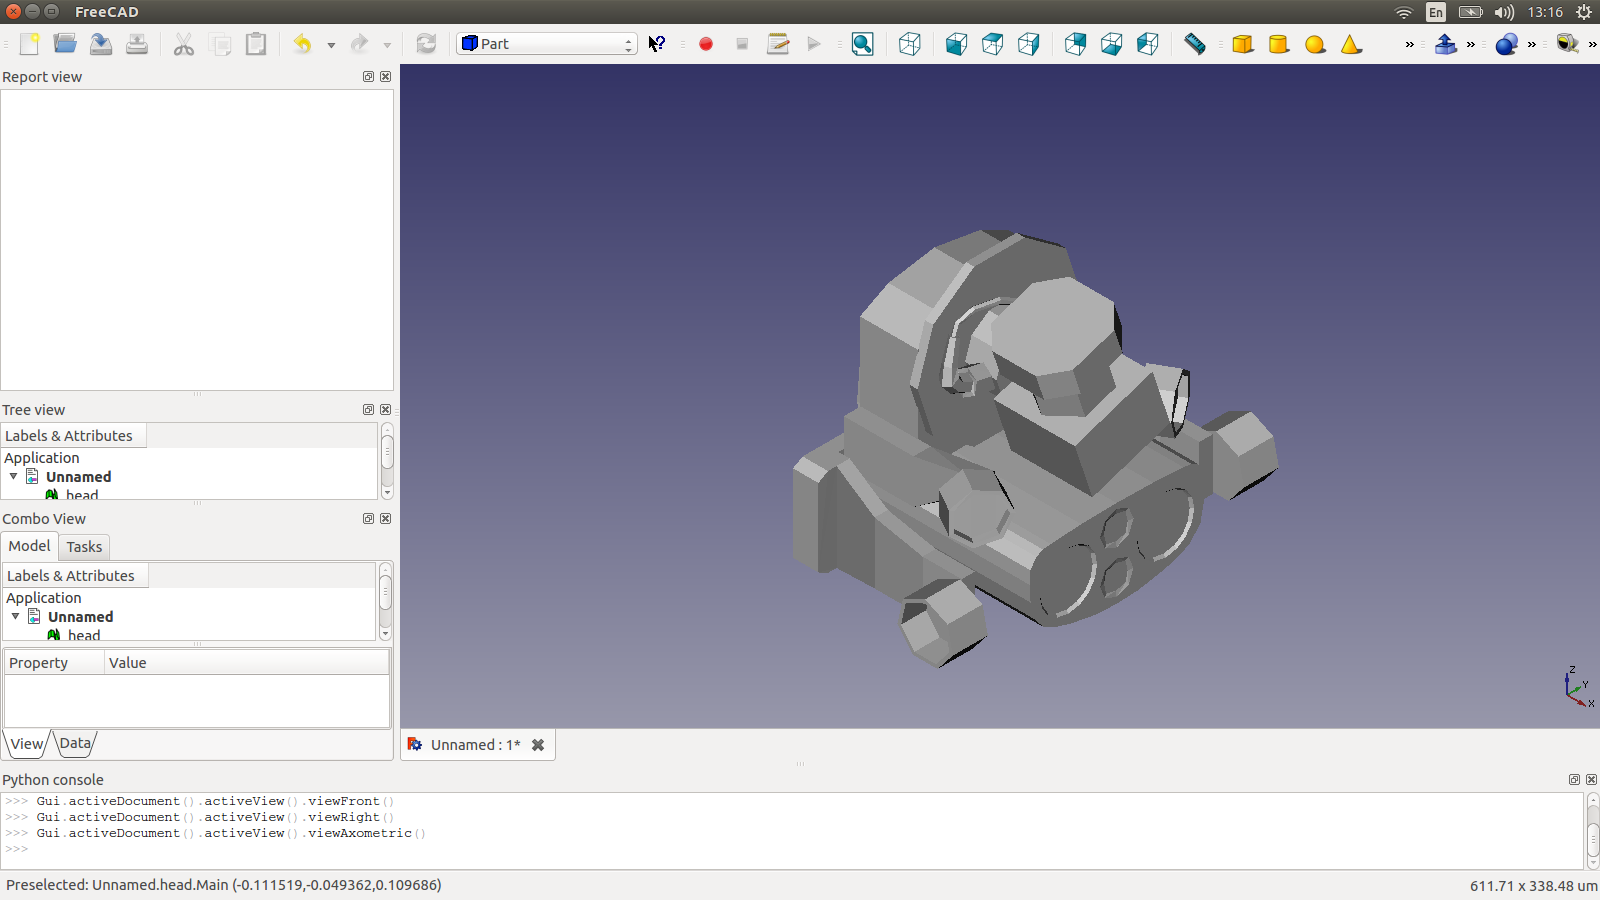 FreeCAD
En
13:16
Part
Report view
Tree view
Labels & Attributes
Application
Unnamed
head
Combo View
Model
Tasks
Labels & Attributes
Application
Unnamed
head
Property
Value
View
Data
Z
Y
X
Unnamed : 1*
Python console
>>> Gui.activeDocument().activeView().viewFront()
>>> Gui.activeDocument().activeView().viewRight()
>>> Gui.activeDocument().activeView().viewAxometric()
>>>
Preselected: Unnamed.head.Main (-0.111519,-0.049362,0.109686)
611.71 x 338.48 um